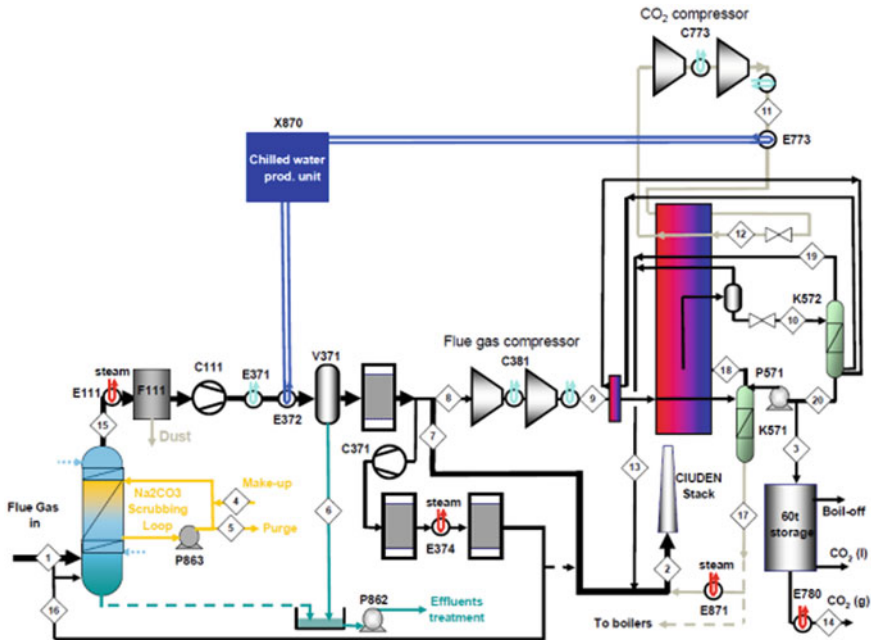 CO2 compressor
C773
11
X870
E773
Chilled water
prod. unit
12
19
K572
10
Flue gas compressor
C381
V371
steam
F111
C111
E371
E111
E372
8
9
18
P571
K571
20
15
Dust
C371
7
13
CIUDEN
Stack
3
Flue Gas
in
Na2CO3
Scrubbing
Loop
4
Make-up
5
Purge
P863
6
steam
E374
17
60t
storage
Boil-off
CO2 (l)
1
16
2
steam
E871
E780
CO2 (g)
14
P862
Effluents
treatment
To boilers